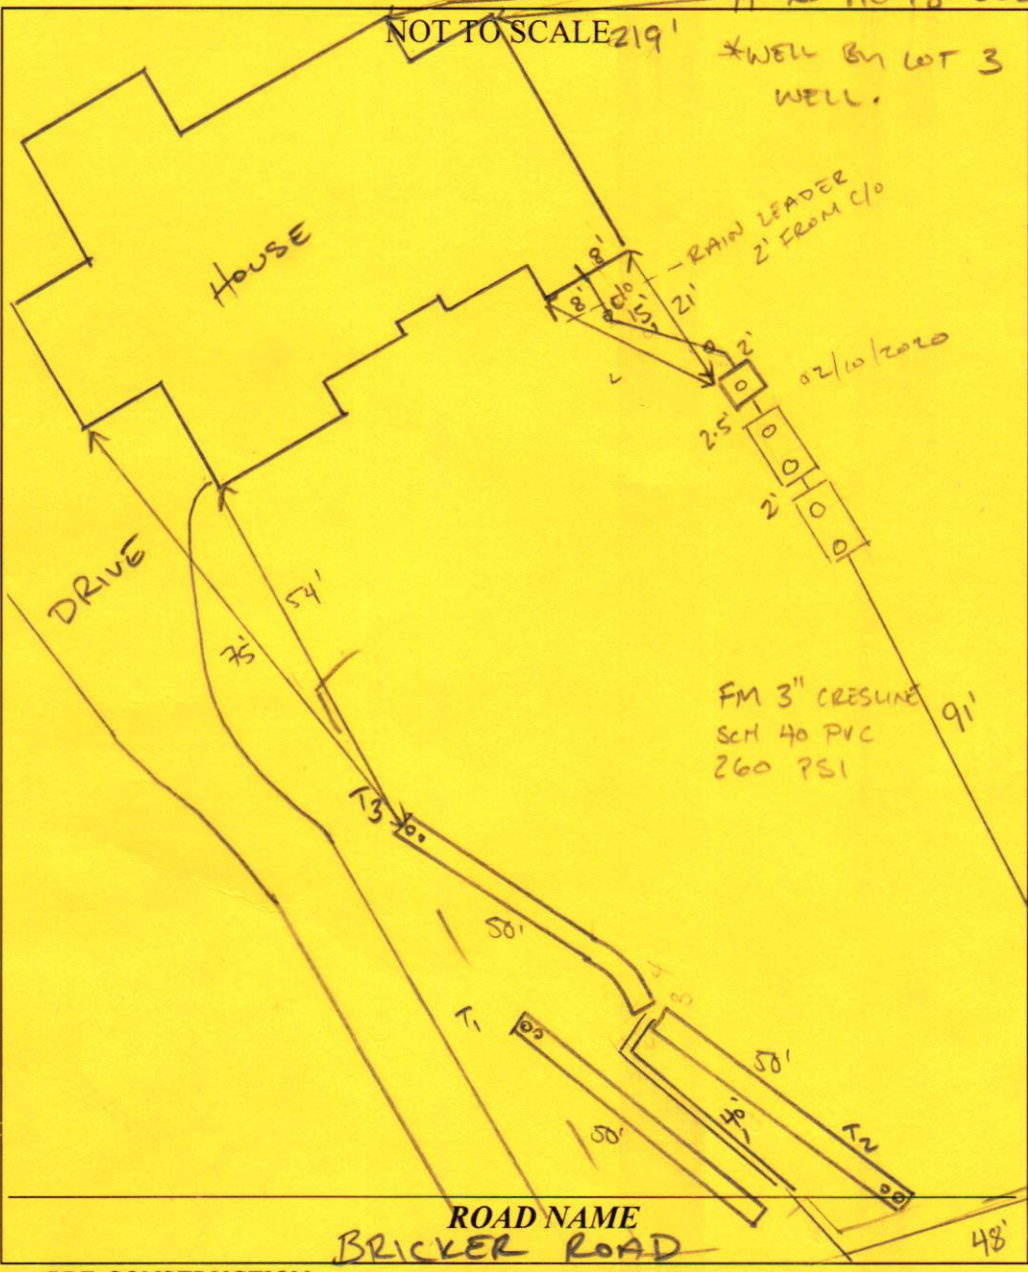 NOT TO SCALE
219'
*WELL BY LOT 3
WELL.
HOUSE
RAIN LEADER
2' FROM C/O
8'
8'
C/O
15'
21'
2'
02/10/2020
2.5'
2'
DRIVE
54'
75'
FM 3" CRESLINE
SCH 40 PVC
260 PSI
91'
T3
50'
T1
50'
50'
40'
T2
ROAD NAME
BRICKER ROAD
48'